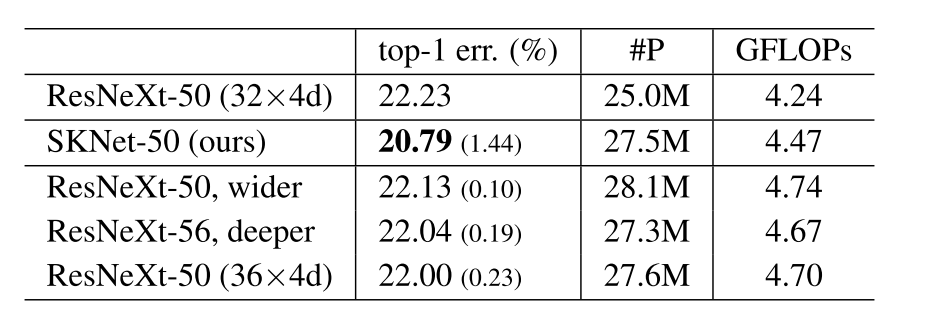 top-1 err. (%) #P GFLOPs
ResNeXt-50 (32×4d) 22.23 25.0M 4.24
SKNet-50 (ours) 20.79 (1.44) 27.5M 4.47
ResNeXt-50, wider 22.13 (0.10) 28.1M 4.74
ResNeXt-56, deeper 22.04 (0.19) 27.3M 4.67
ResNeXt-50 (36×4d) 22.00 (0.23) 27.6M 4.70